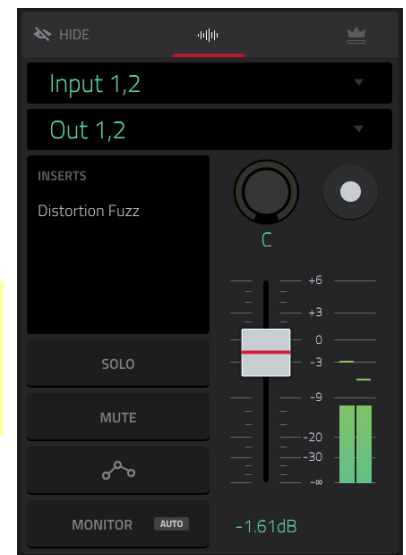 HIDE
Input 1,2
Out 1,2
INSERTS
Distortion Fuzz
C
+6
+3
0
-3
-9
-20
-30
-∞
SOLO
MUTE
MONITOR AUTO
-1.61dB